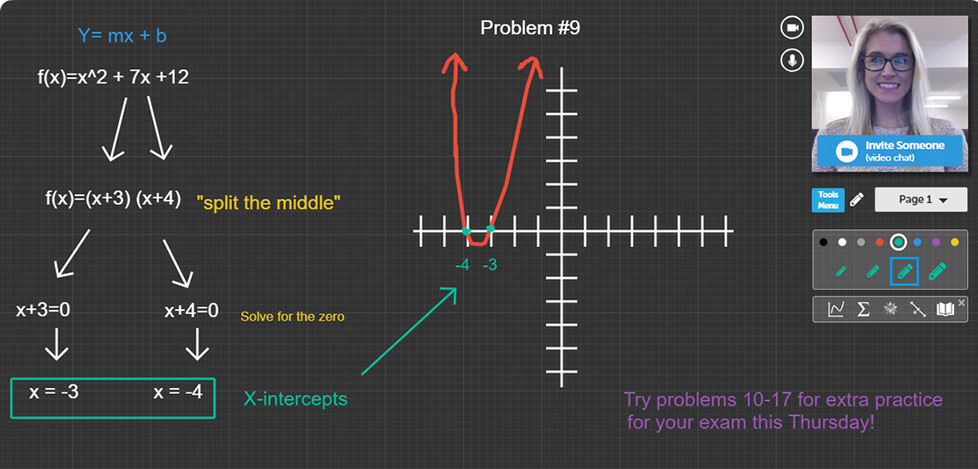 Y= mx + b
Problem #9
f(x)=x^2 + 7x +12
f(x)=(x+3) (x+4)
"split the middle"
x+3=0
x+4=0
Solve for the zero
x = -3
x = -4
X-intercepts
-4
-3
Try problems 10-17 for extra practice
for your exam this Thursday!
Invite Someone
(video chat)
Tools
Menu
Page 1
Σ
x